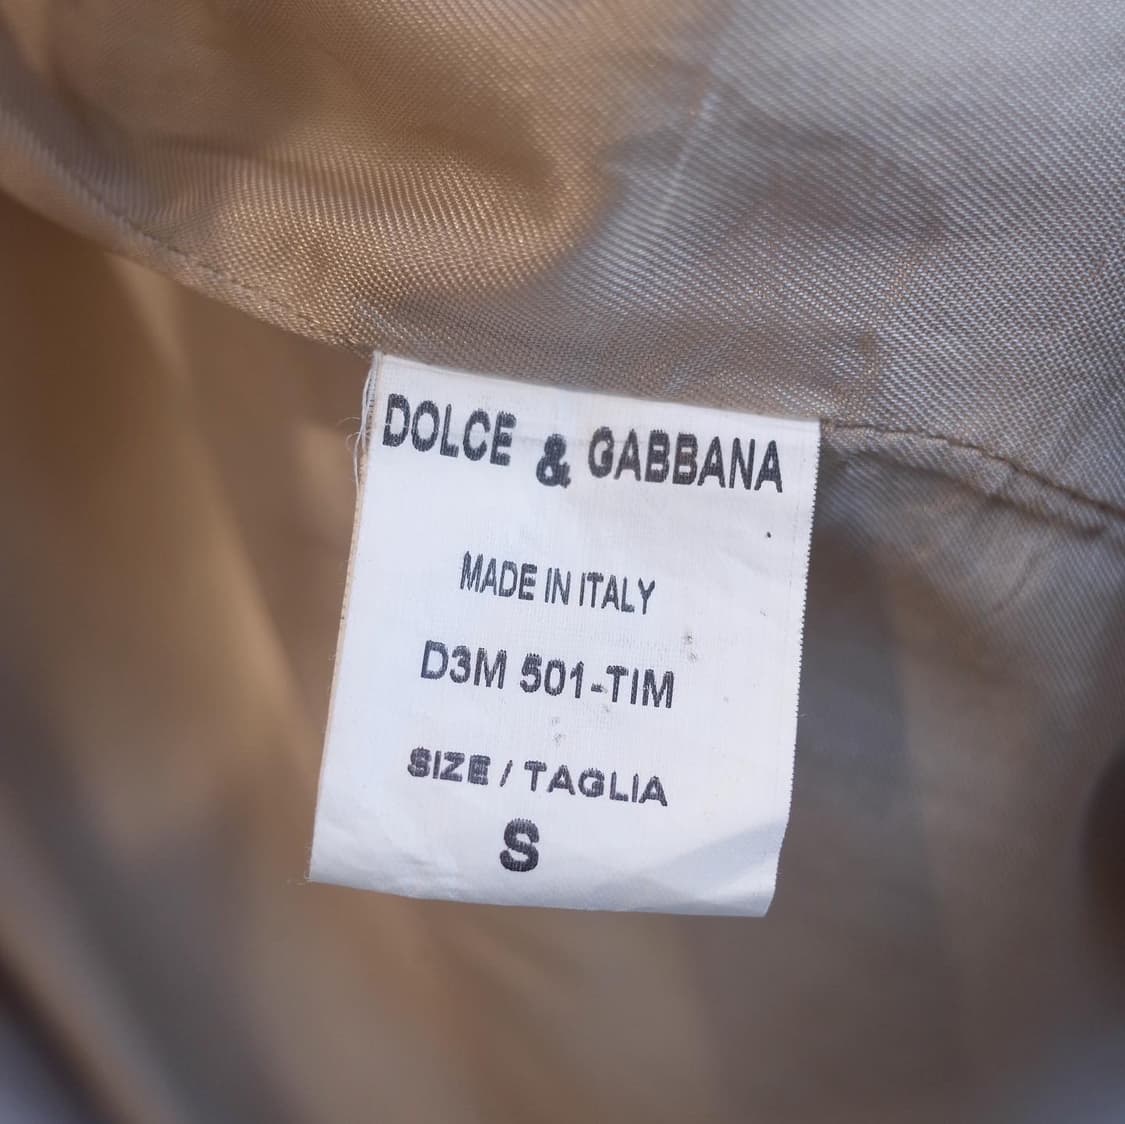 DOLCE & GABBANA
MADE IN ITALY
D3M 501-TIM
SIZE / TAGLIA
S